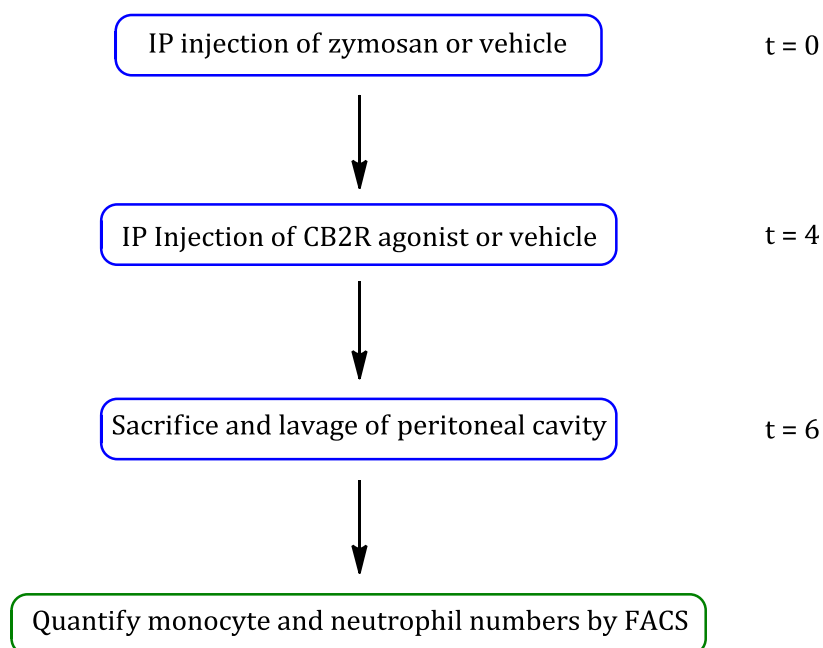 IP injection of zymosan or vehicle
t = 0
IP Injection of CB2R agonist or vehicle
t = 4
Sacrifice and lavage of peritoneal cavity
t = 6
Quantify monocyte and neutrophil numbers by FACS